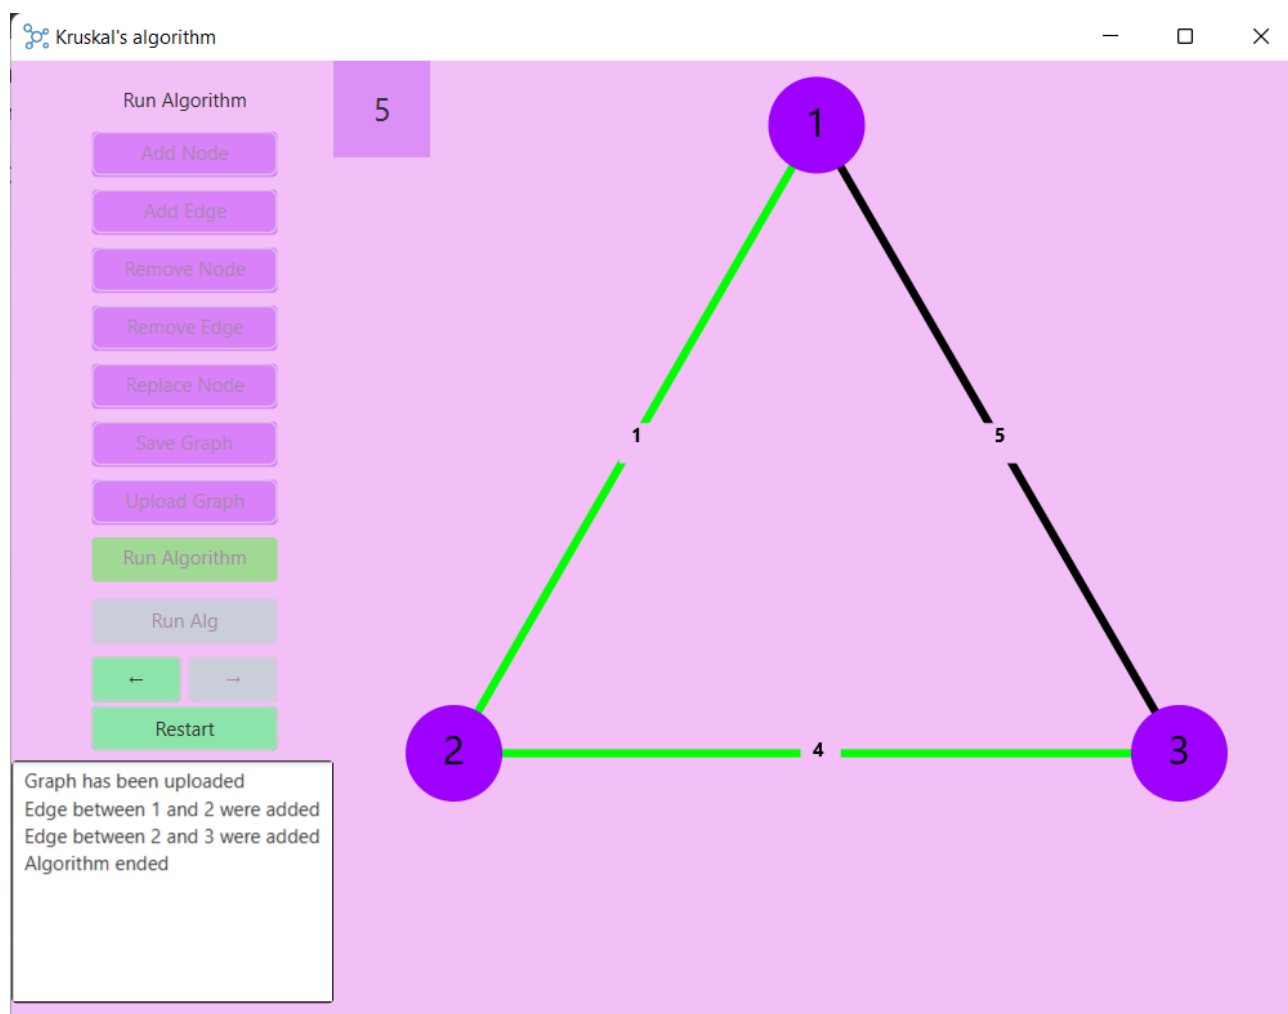 Kruskal's algorithm
Run Algorithm
Add Node
Add Edge
Remove Node
Remove Edge
Replace Node
Save Graph
Upload Graph
Run Algorithm
Run Alg
← →
Restart
Graph has been uploaded
Edge between 1 and 2 were added
Edge between 2 and 3 were added
Algorithm ended
5
1
1 5
2 4 3